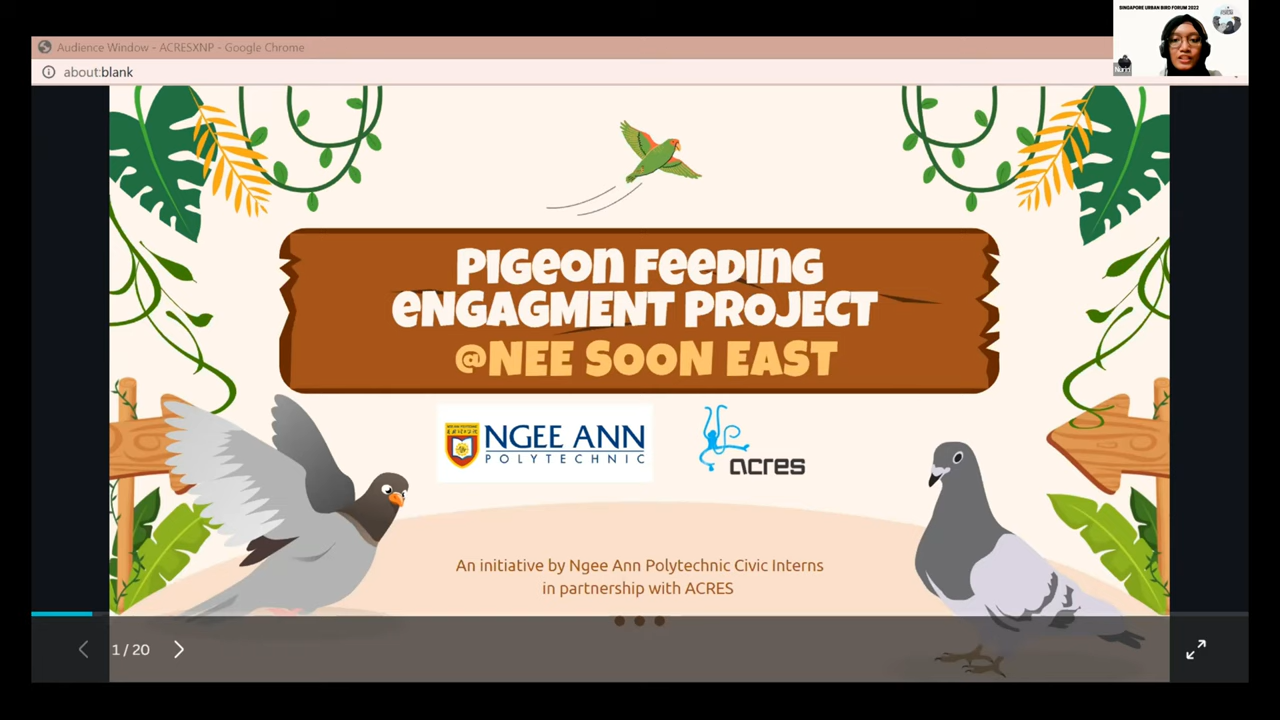 SINGAPORE URBAN BIRD FORUM 2022
Audience Window - ACRESXNP - Google Chrome
about:blank
PIGEON FEEDING
ENGAGMENT PROJECT
@NEE SOON EAST
NGEE ANN
POLYTECHNIC
acres
An initiative by Ngee Ann Polytechnic Civic Interns
in partnership with ACRES
1 / 20